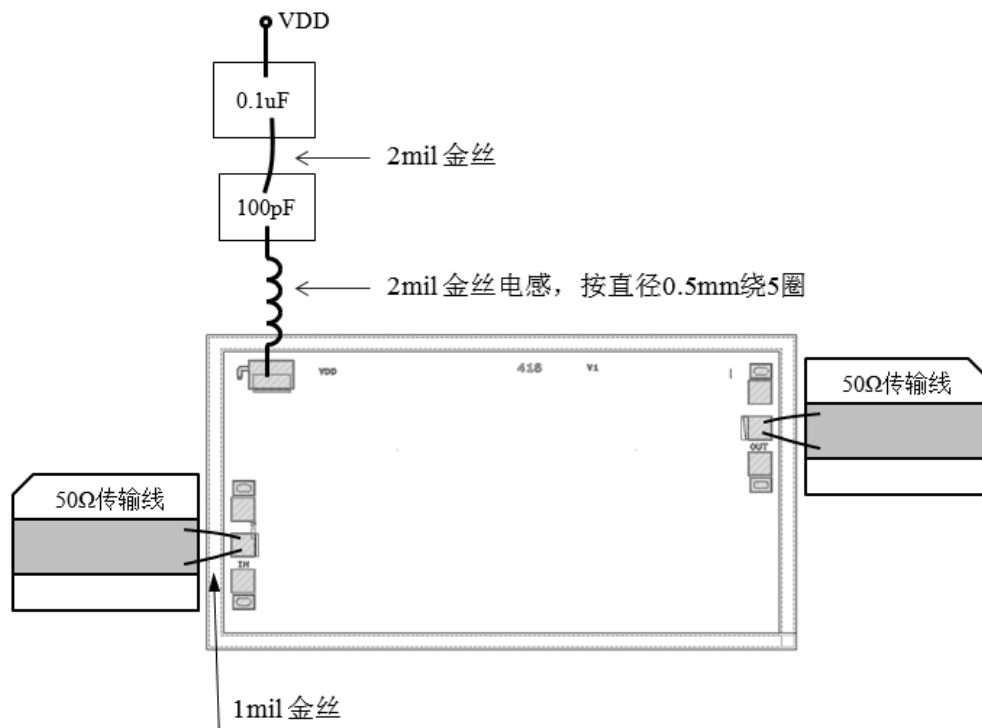 VDD
0.1uF
2mil 金丝
100pF
2mil 金丝电感，按直径0.5mm绕5圈
VDD
416
V1
50Ω传输线
OUT
50Ω传输线
IN
1mil 金丝